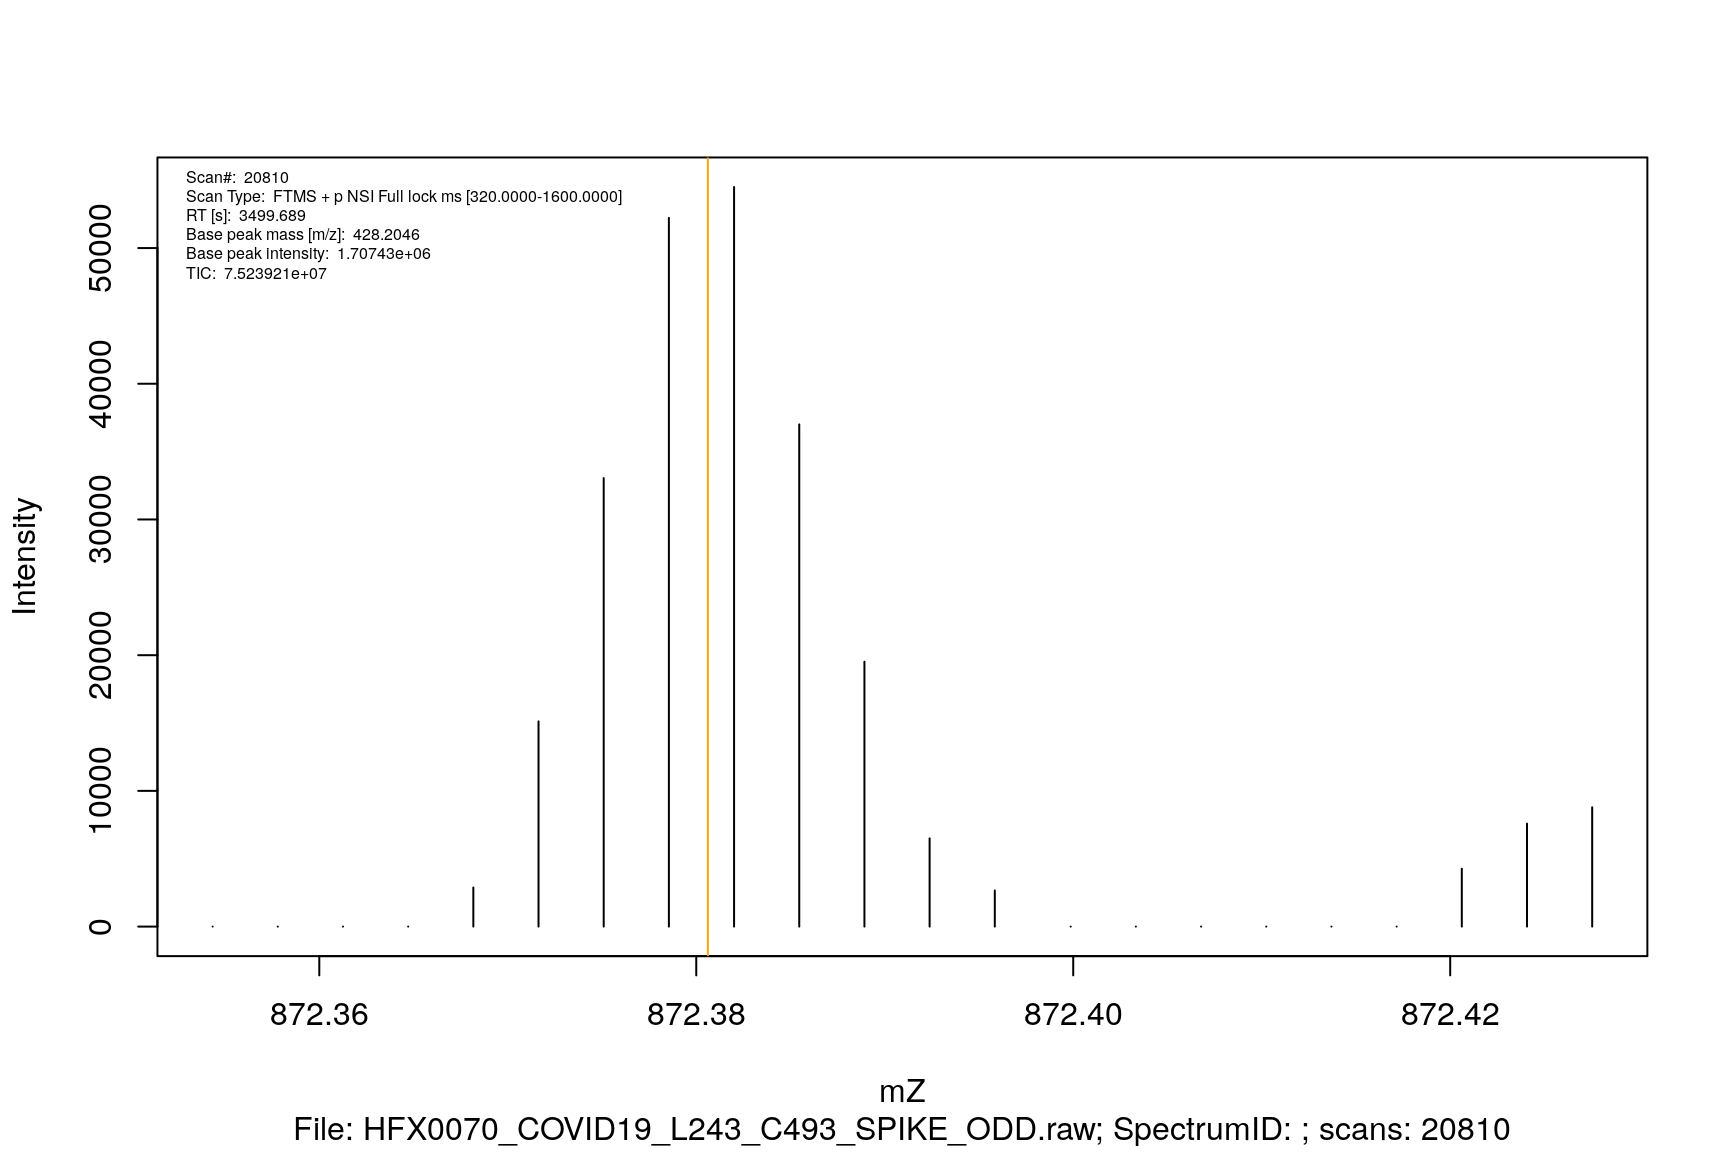 Scan#: 20810
Scan Type: FTMS + p NSI Full lock ms [320.0000-1600.0000]
RT [s]: 3499.689
Base peak mass [m/z]: 428.2046
Base peak intensity: 1.70743e+06
TIC: 7.523921e+07
50000
40000
30000
20000
10000
0
Intensity
872.36 872.38 872.40 872.42
mZ
File: HFX0070_COVID19_L243_C493_SPIKE_ODD.raw; SpectrumID: ; scans: 20810